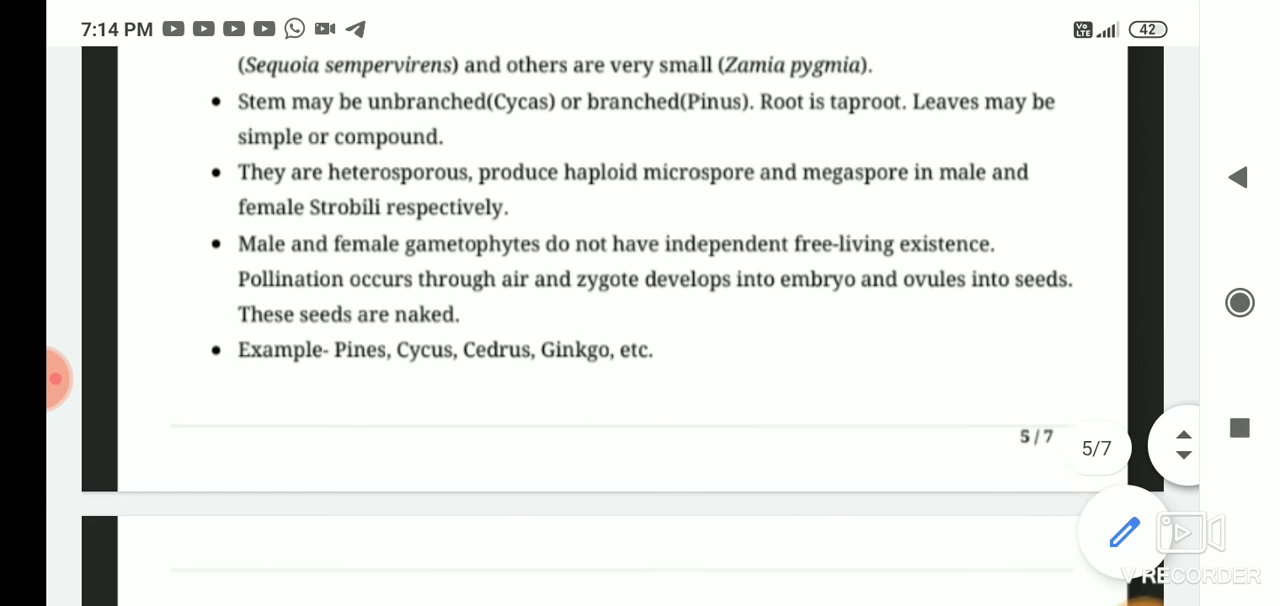 7:14 PM
Vo LTE
42
(Sequoia sempervirens) and others are very small (Zamia pygmia).
• Stem may be unbranched(Cycas) or branched(Pinus). Root is taproot. Leaves may be
simple or compound.
• They are heterosporous, produce haploid microspore and megaspore in male and
female Strobili respectively.
• Male and female gametophytes do not have independent free-living existence.
Pollination occurs through air and zygote develops into embryo and ovules into seeds.
These seeds are naked.
• Example- Pines, Cycus, Cedrus, Ginkgo, etc.
5 / 7
5/7
V RECORDER